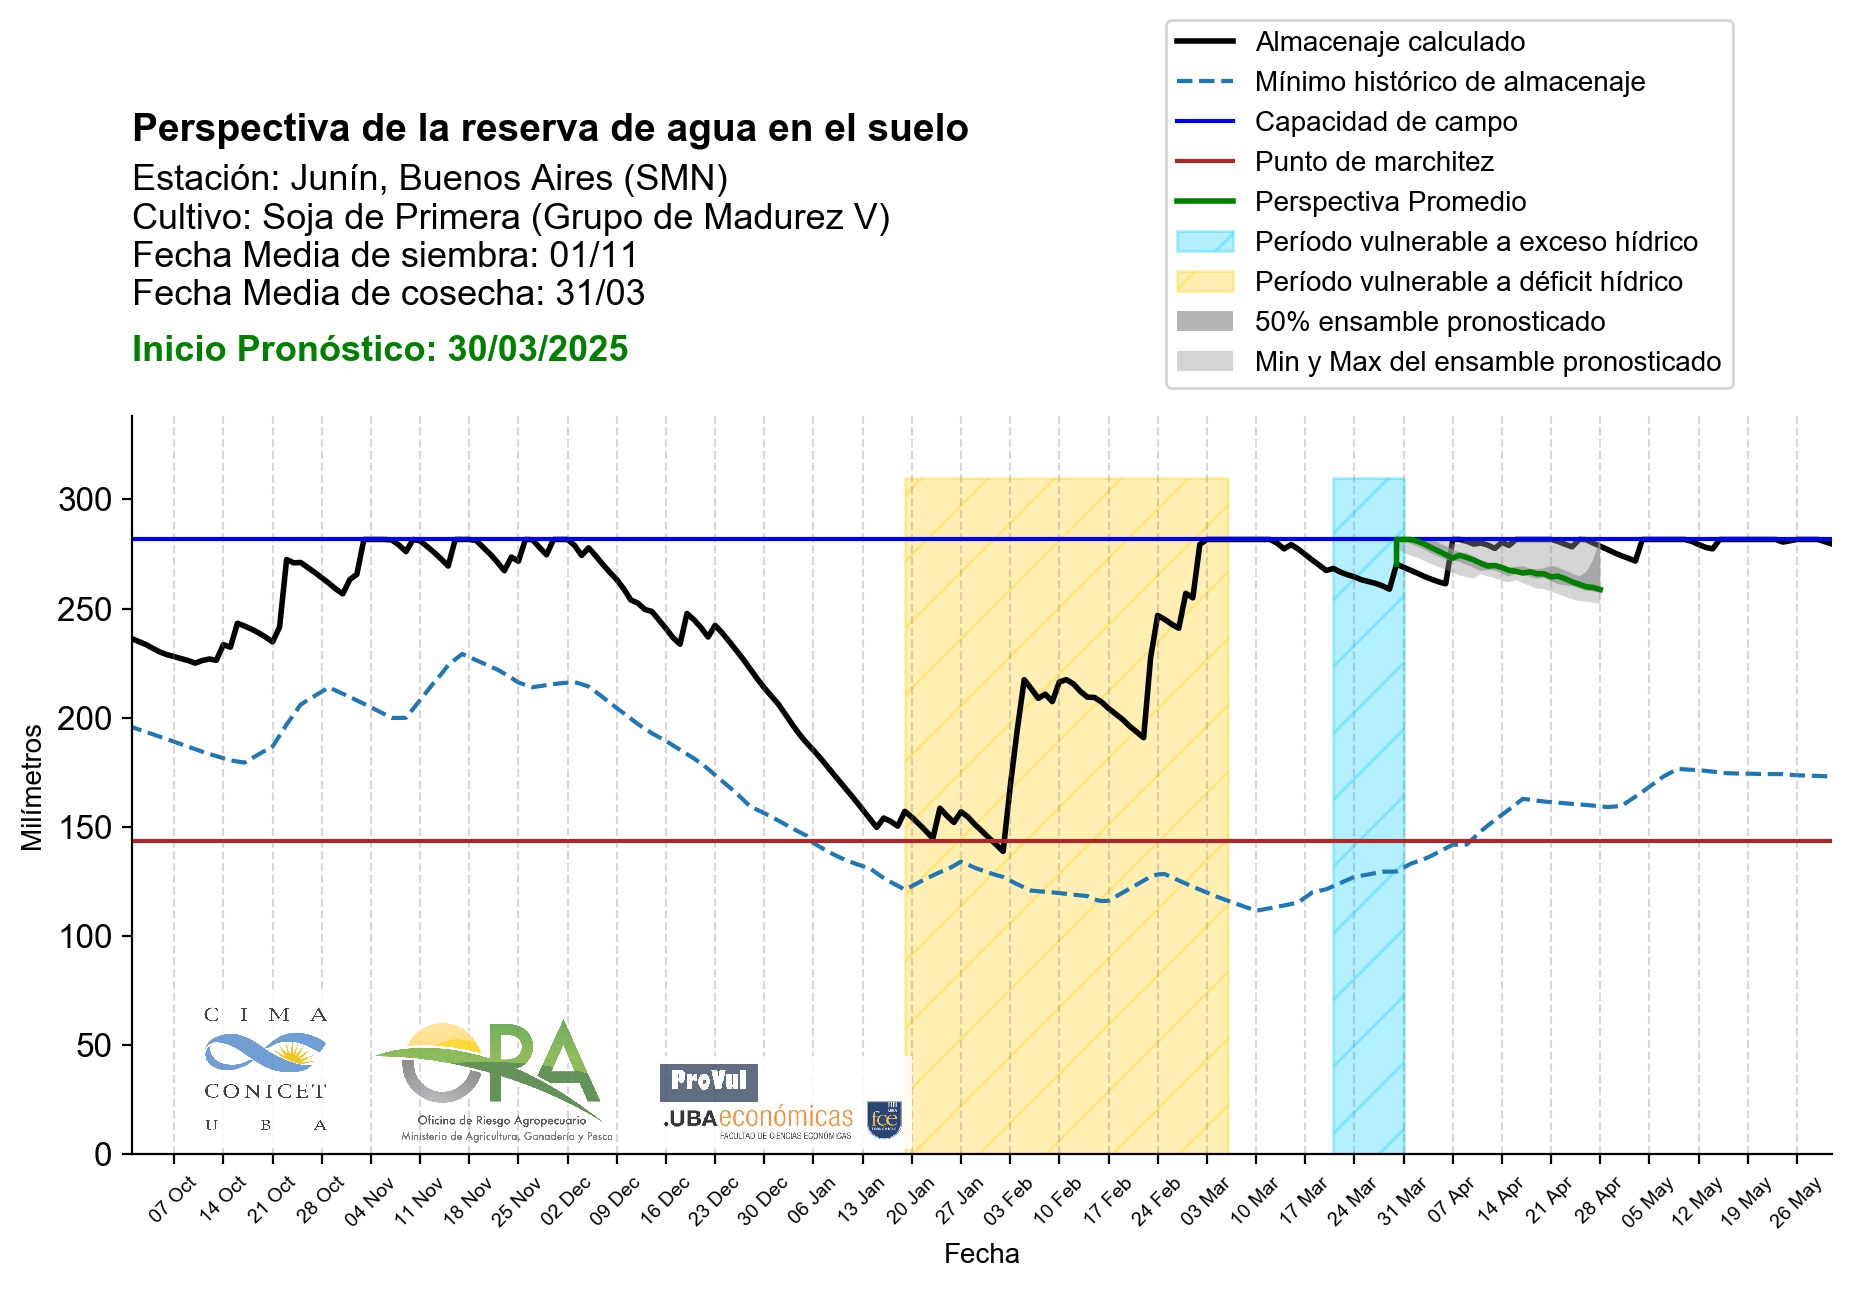 Almacenaje calculado
Mínimo histórico de almacenaje
Capacidad de campo
Punto de marchitez
Perspectiva Promedio
Período vulnerable a exceso hídrico
Período vulnerable a déficit hídrico
50% ensamble pronosticado
Min y Max del ensamble pronosticado
Perspectiva de la reserva de agua en el suelo
Estación: Junín, Buenos Aires (SMN)
Cultivo: Soja de Primera (Grupo de Madurez V)
Fecha Media de siembra: 01/11
Fecha Media de cosecha: 31/03
Inicio Pronóstico: 30/03/2025
Milímetros
300
250
200
150
100
50
0
CIMA
CONICET
UBA
ORA
Oficina de Riesgo Agropecuario
Ministerio de Agricultura, Ganadería y Pesca
ProVul
.UBAeconómicas
FACULTAD DE CIENCIAS ECONÓMICAS
UBA
fce
07 Oct
14 Oct
21 Oct
28 Oct
04 Nov
11 Nov
18 Nov
25 Nov
02 Dec
09 Dec
16 Dec
23 Dec
30 Dec
06 Jan
13 Jan
20 Jan
27 Jan
03 Feb
10 Feb
17 Feb
24 Feb
03 Mar
10 Mar
17 Mar
24 Mar
31 Mar
07 Apr
14 Apr
21 Apr
28 Apr
05 May
12 May
19 May
26 May
Fecha